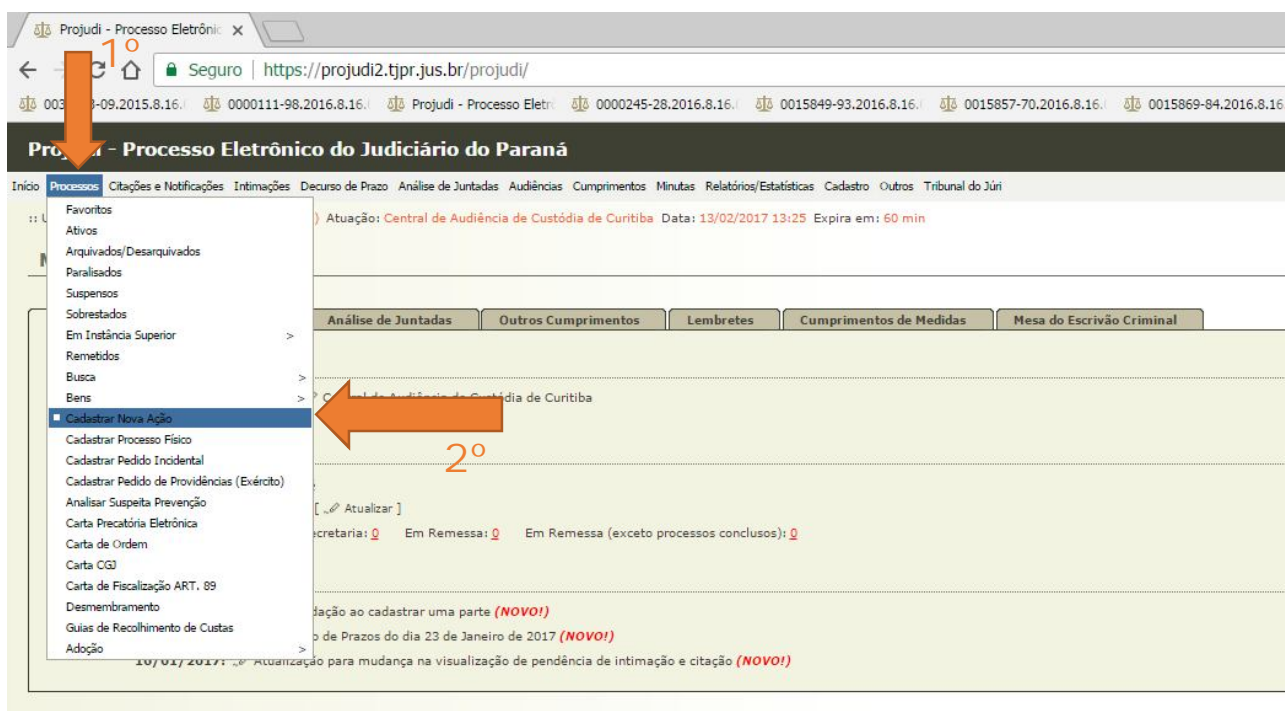 Projudi - Processo Eletrônic
1º
Seguro | https://projudi2.tjpr.jus.br/projudi/
-09.2015.8.16. 0000111-98.2016.8.16. Projudi - Processo Eletr 0000245-28.2016.8.16. 0015849-93.2016.8.16. 0015857-70.2016.8.16. 0015869-84.2016.8.16
- Processo Eletrônico do Judiciário do Paraná
Início Processos Citações e Notificações Intimações Decurso de Prazo Análise de Juntadas Audiências Cumprimentos Minutas Relatórios/Estatísticas Cadastro Outros Tribunal do Júri
) Atuação: Central de Audiência de Custódia de Curitiba Data: 13/02/2017 13:25 Expira em: 60 min
Favoritos
Ativos
Arquivados/Desarquivados
Paralisados
Suspensos
Sobrestados
Em Instância Superior >
Remetidos
Busca >
Bens >
Cadastrar Nova Ação
Cadastrar Processo Físico
Cadastrar Pedido Incidental
Cadastrar Pedido de Providências (Exército)
Analisar Suspeita Prevenção
Carta Precatória Eletrônica
Carta de Ordem
Carta CGJ
Carta de Fiscalização ART. 89
Desmembramento
Guias de Recolhimento de Custas
Adoção >
Análise de Juntadas Outros Cumprimentos Lembretes Cumprimentos de Medidas Mesa do Escrivão Criminal
Custódia de Curitiba
2º
[ Atualizar ]
ecretaria: 0 Em Remessa: 0 Em Remessa (exceto processos conclusos): 0
dação ao cadastrar uma parte (NOVO!)
o de Prazos do dia 23 de Janeiro de 2017 (NOVO!)
10/01/2017: Atualização para mudança na visualização de pendência de intimação e citação (NOVO!)